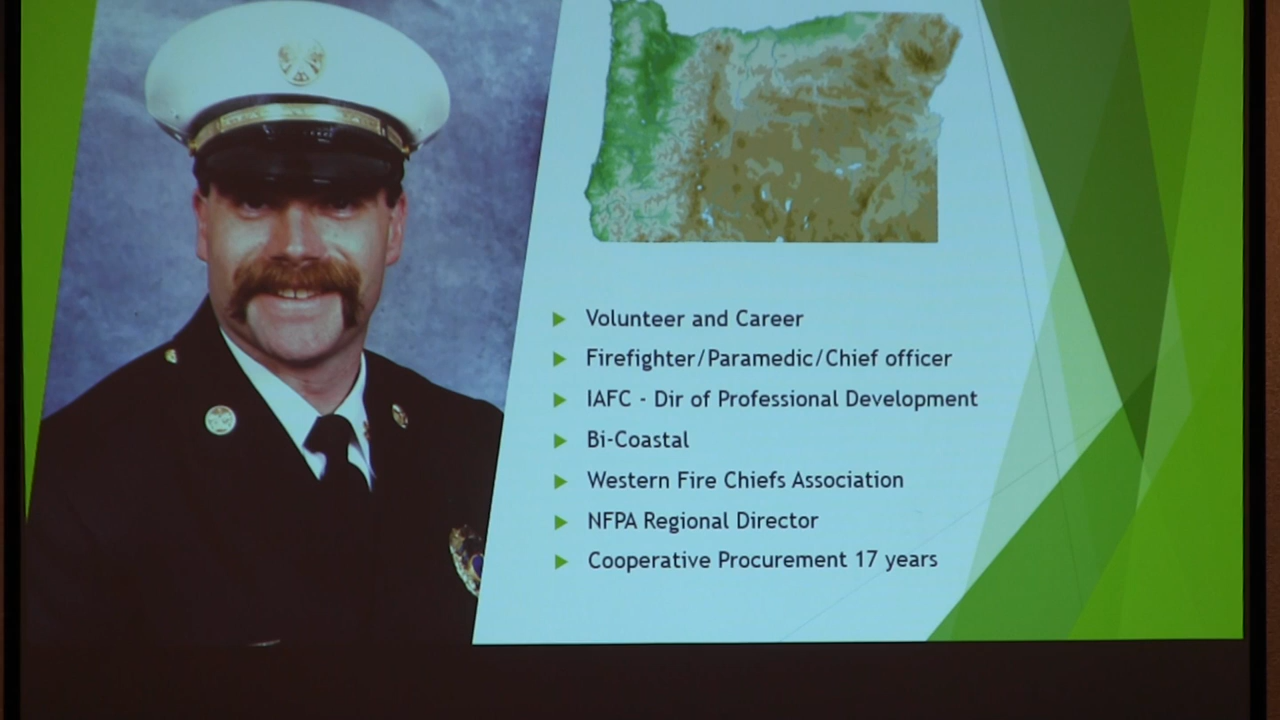 Volunteer and Career
Firefighter/Paramedic/Chief officer
IAFC - Dir of Professional Development
Bi-Coastal
Western Fire Chiefs Association
NFPA Regional Director
Cooperative Procurement 17 years